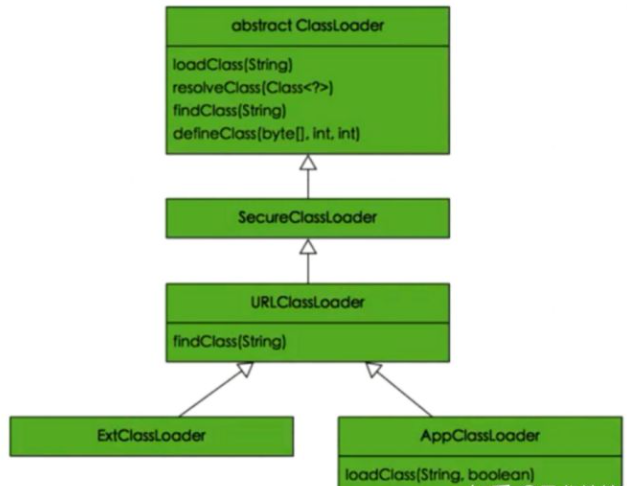 abstract ClassLoader
loadClass(String)
resolveClass(Class<?>)
findClass(String)
defineClass(byte[], int, int)
SecureClassLoader
URLClassLoader
findClass(String)
ExtClassLoader
AppClassLoader
loadClass(String, boolean)